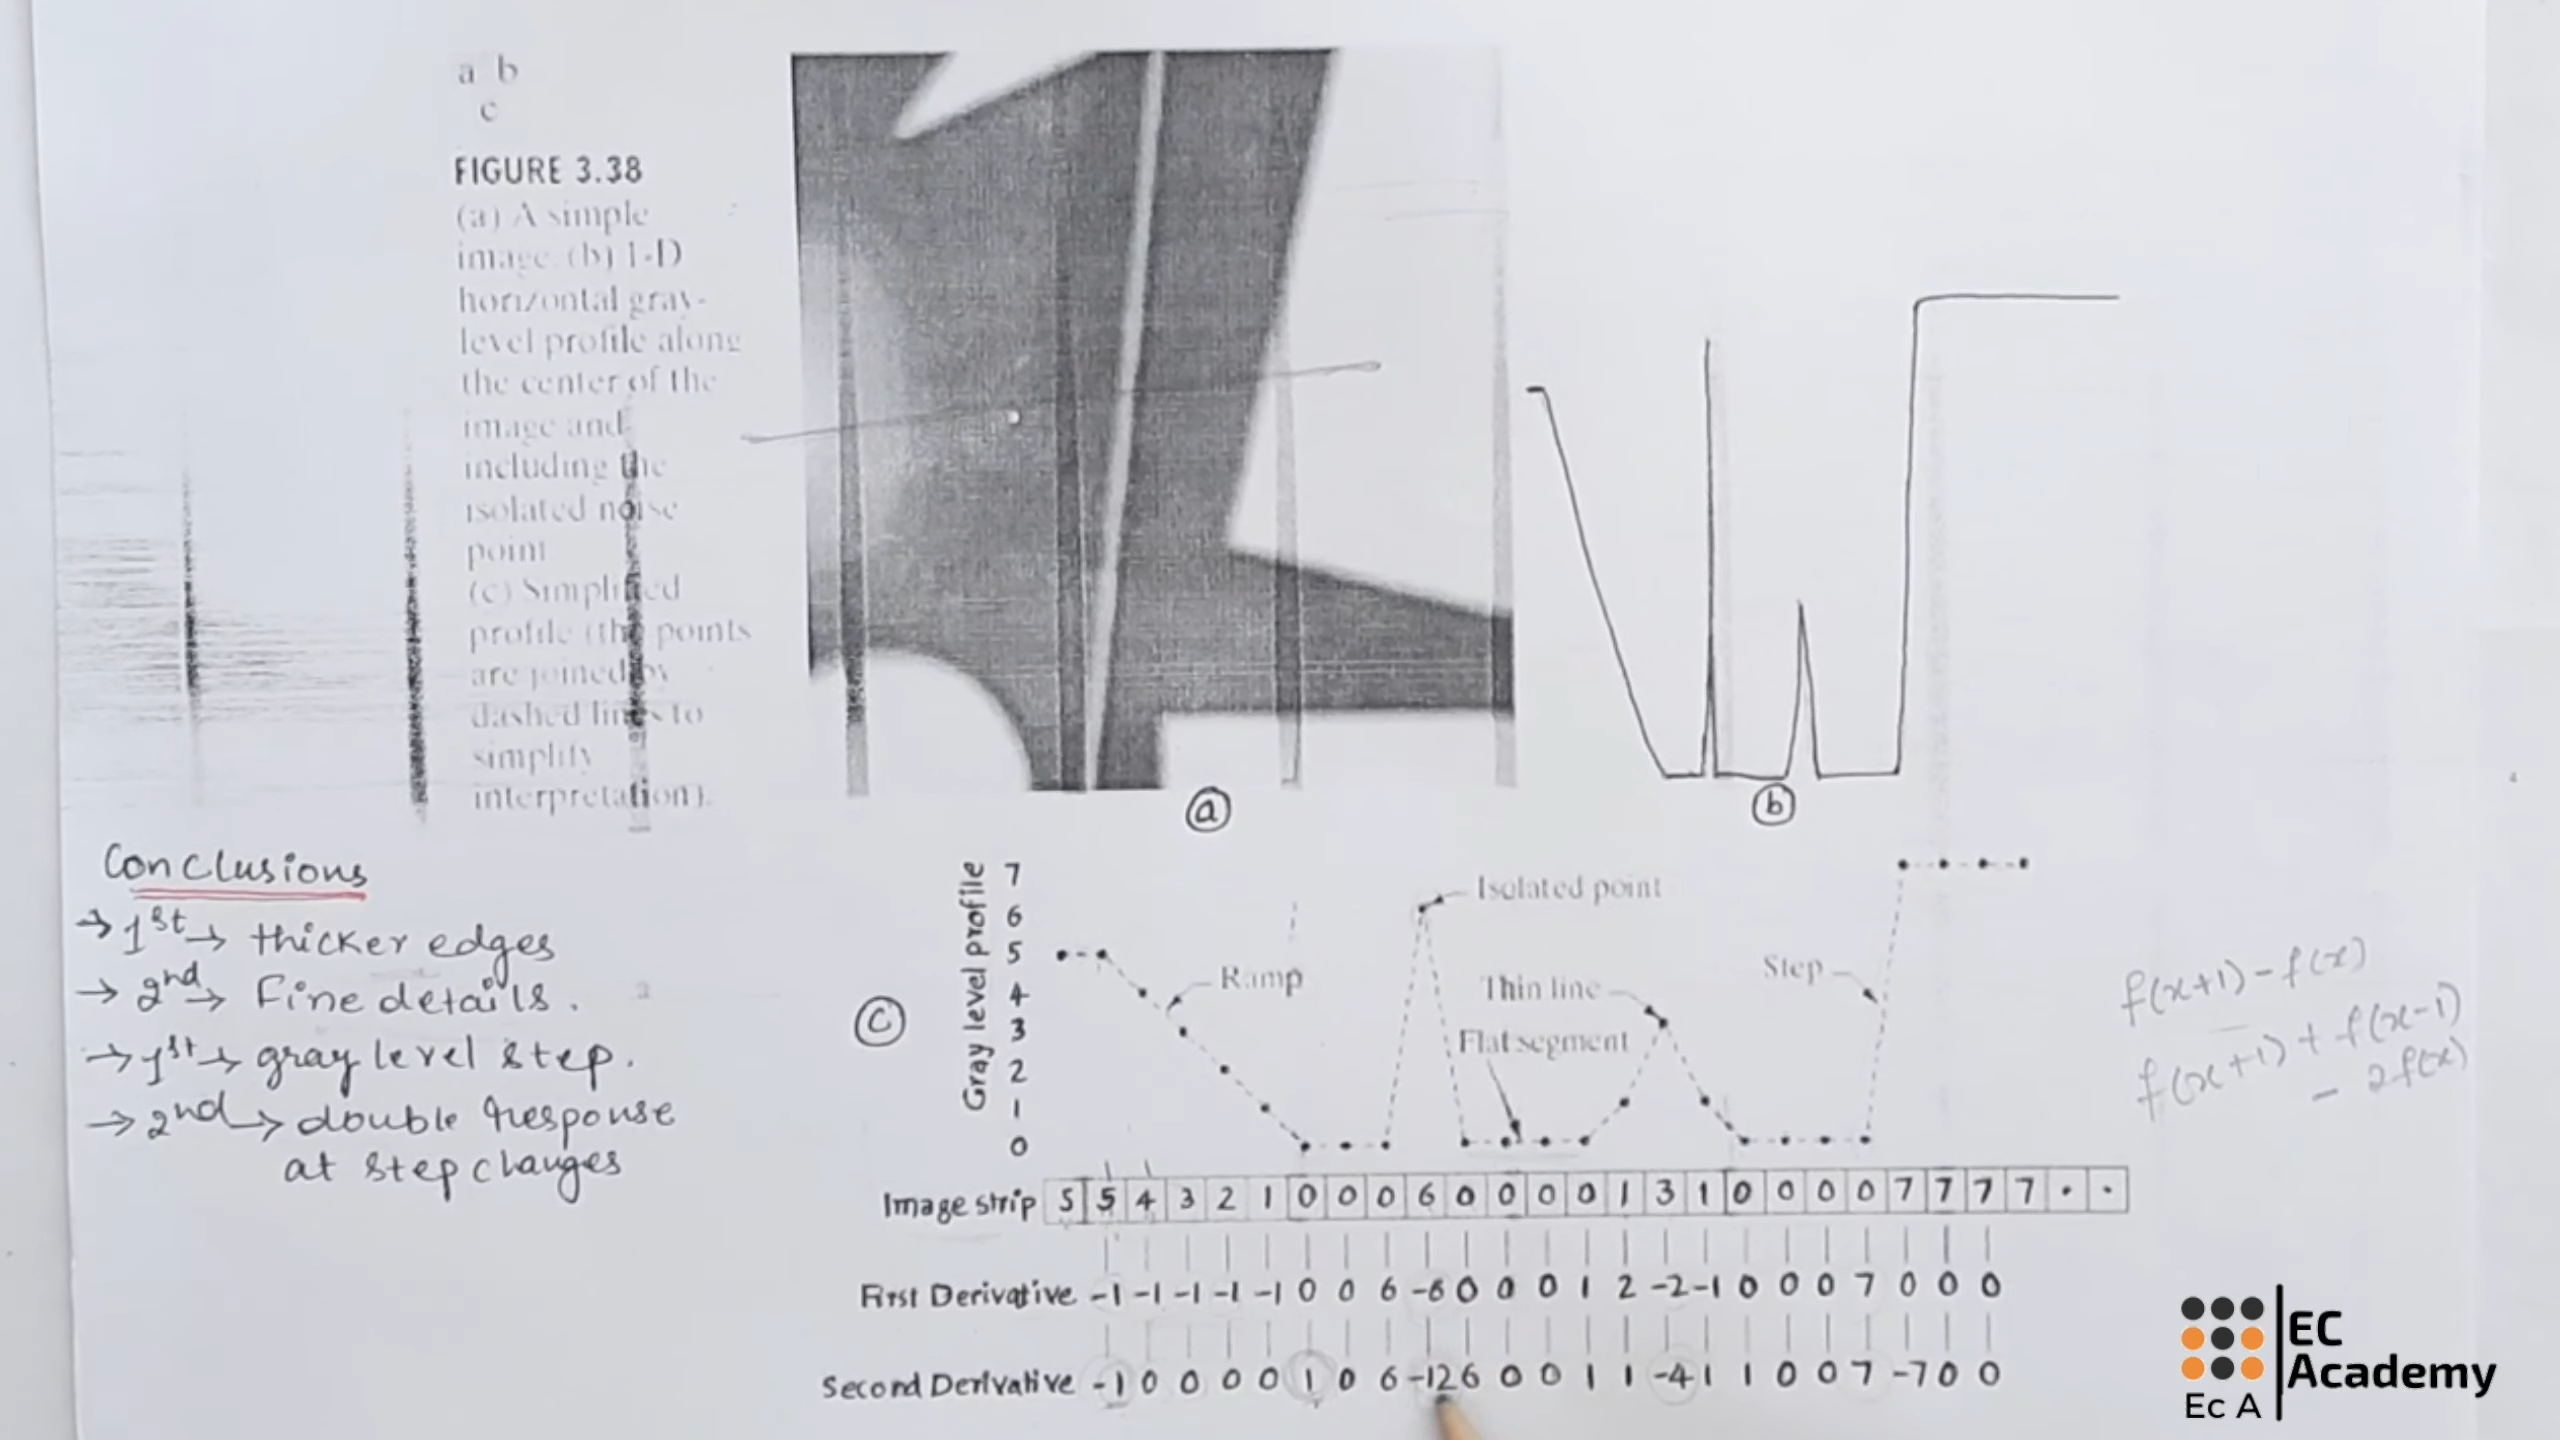 a b
c
FIGURE 3.38
(a) A simple
image. (b) 1-D
horizontal gray-
level profile along
the center of the
image and
including the
isolated noise
point
(c) Simplified
profile (the points
are joined by
dashed lines to
simplify
interpretation).
a
b
Conclusions
→ 1st → thicker edges
→ 2nd → Fine details.
→ 1st → gray level step.
→ 2nd → double response
at step changes
c
Gray level profile
7
6
5
4
3
2
1
0
Isolated point
Ramp
Thin line
Flat segment
Step
f(x+1) - f(x)
f(x+1) + f(x-1)
- 2f(x)
Image strip 5 5 4 3 2 1 0 0 0 6 0 0 0 0 1 3 1 0 0 0 0 7 7 7 7 • •
First Derivative -1 -1 -1 -1 -1 0 0 6 -6 0 0 0 1 2 -2 -1 0 0 0 7 0 0 0
Second Derivative -1 0 0 0 0 1 0 6 -12 6 0 0 1 1 -4 1 1 0 0 7 -7 0 0
EC
Academy
Ec A